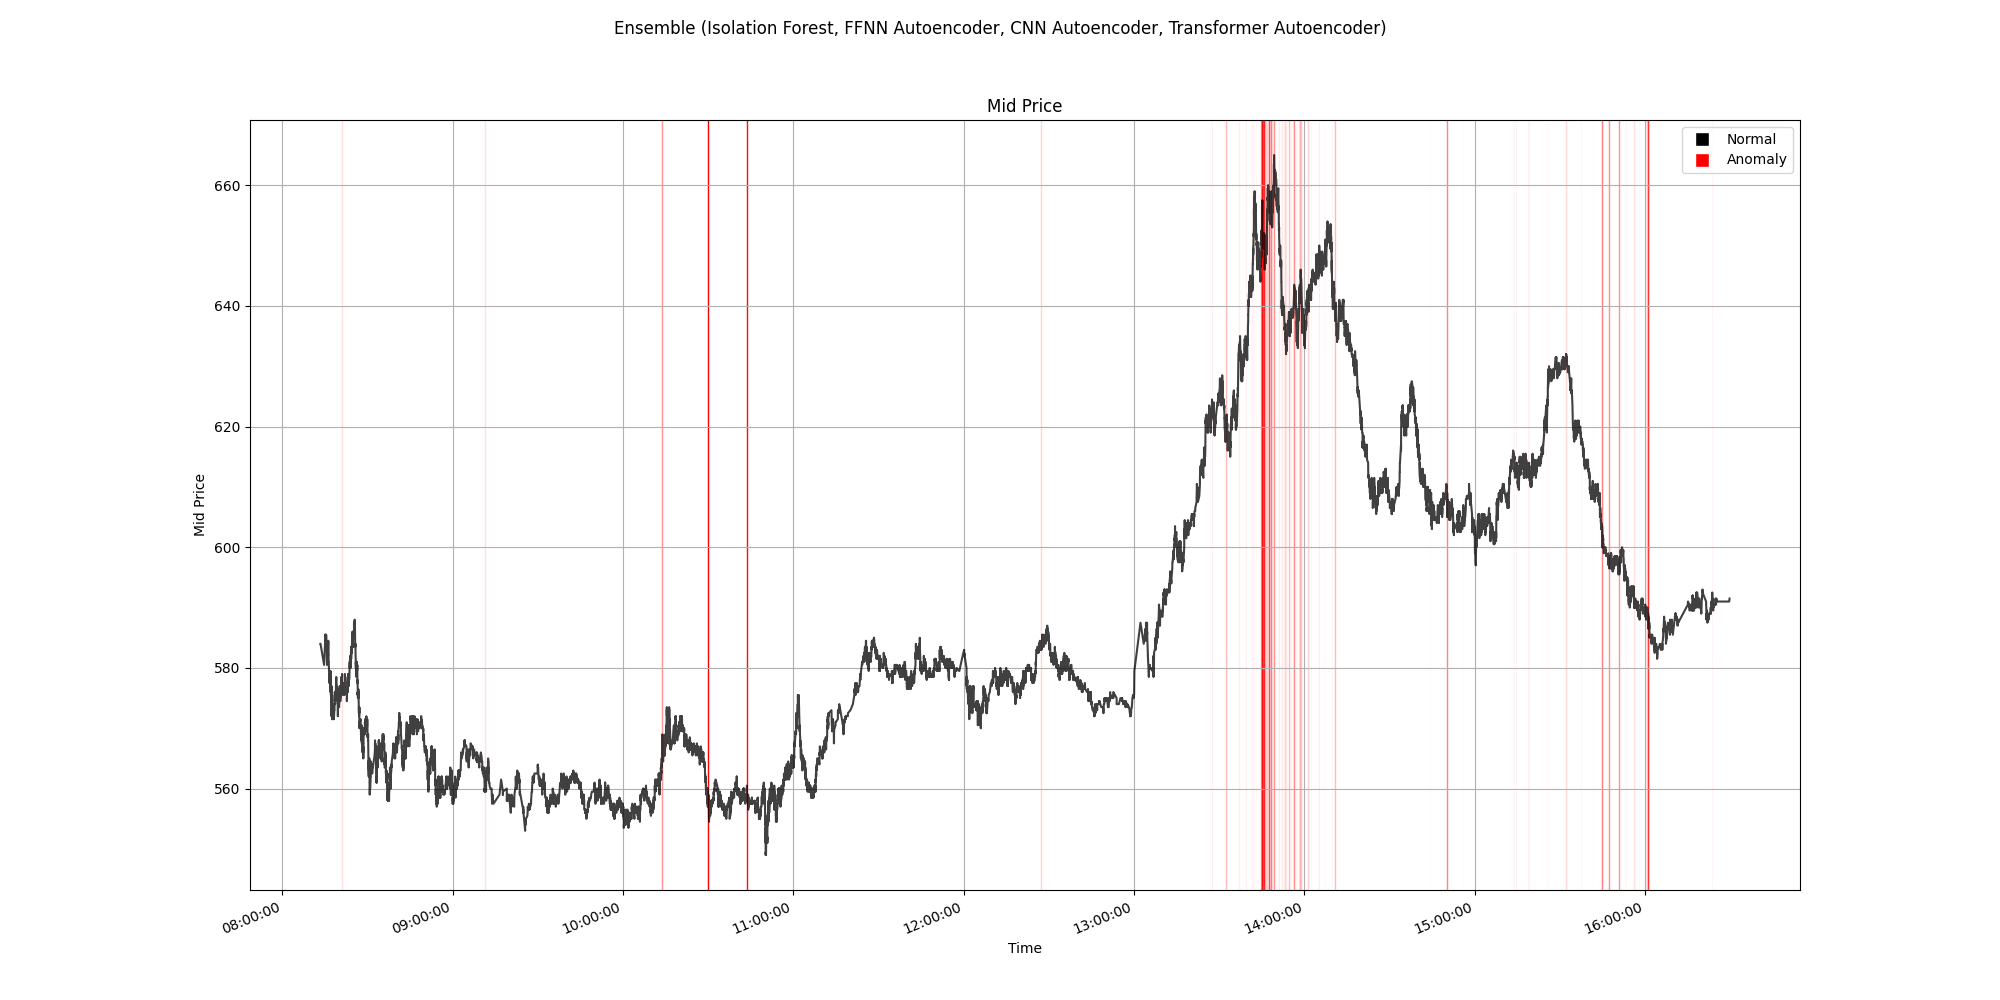 Ensemble (Isolation Forest, FFNN Autoencoder, CNN Autoencoder, Transformer Autoencoder)
Mid Price
Normal
Anomaly
660
640
620
600
580
560
Mid Price
08:00:00
09:00:00
10:00:00
11:00:00
12:00:00
13:00:00
14:00:00
15:00:00
16:00:00
Time